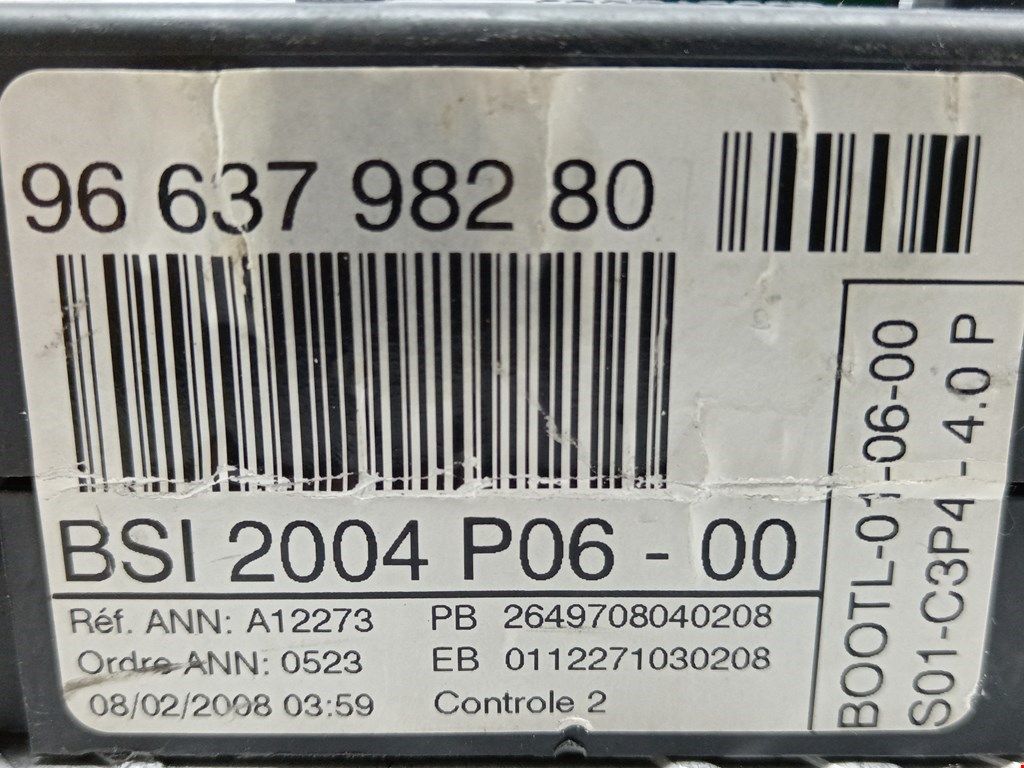 96 637 982 80
BSI 2004 P06 - 00
Réf. ANN: A12273 PB 2649708040208
Ordre ANN: 0523 EB 0112271030208
08/02/2008 03:59 Controle 2
BOOTL-01-06-00
S01-C3P4 - 4.0 P